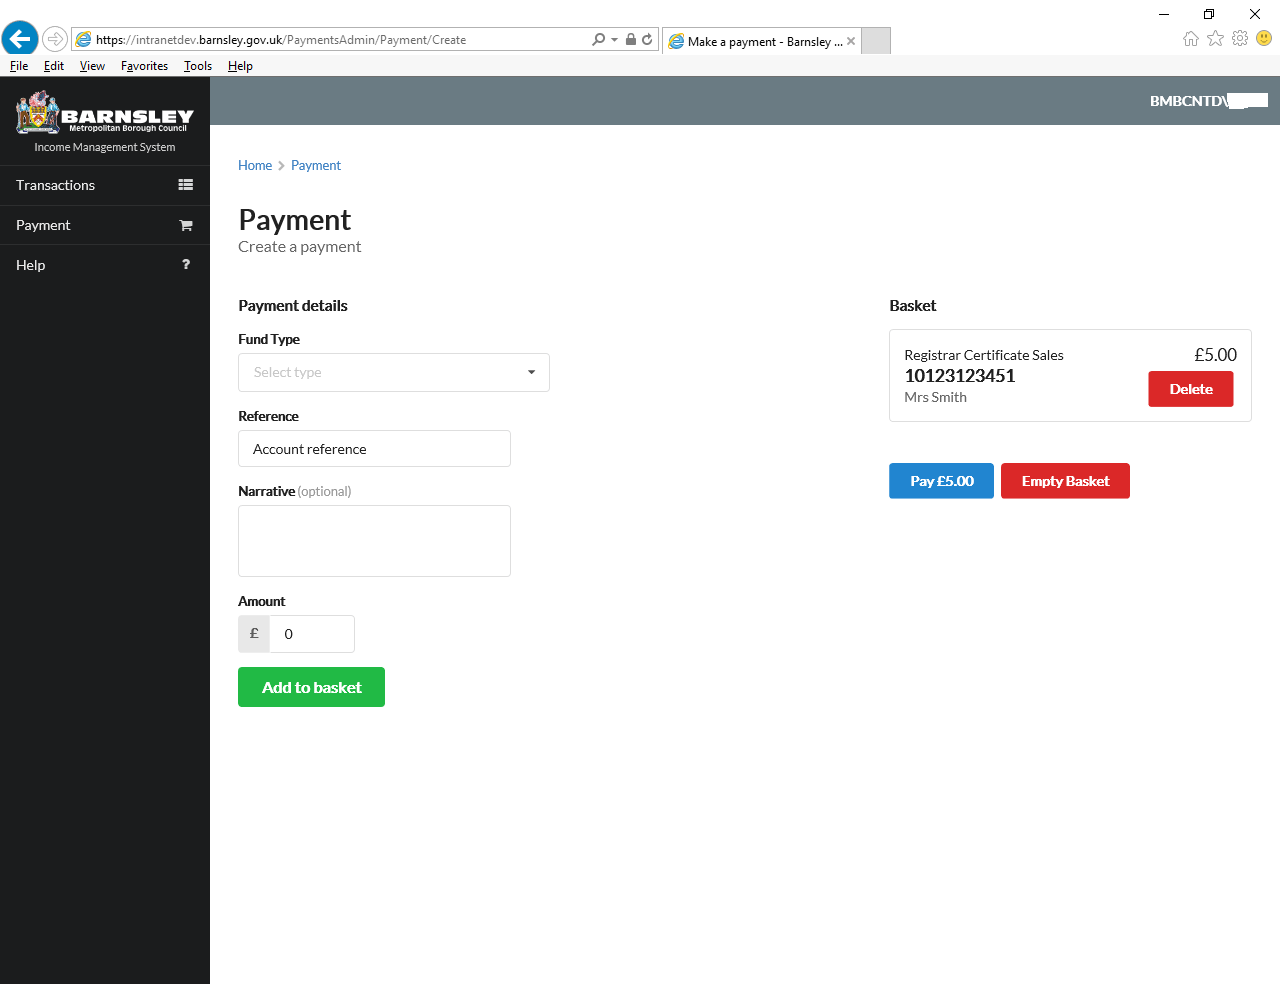 https://intranetdev.barnsley.gov.uk/PaymentsAdmin/Payment/Create
Make a payment - Barnsley ...
File Edit View Favorites Tools Help
BARNSLEY
Metropolitan Borough Council
Income Management System
BMBCNTD\
Transactions
Payment
Help
?
Home > Payment
Payment
Create a payment
Payment details
Fund Type
Select type
Reference
Account reference
Narrative (optional)
Amount
£ 0
Add to basket
Basket
Registrar Certificate Sales £5.00
10123123451
Mrs Smith
Delete
Pay £5.00 Empty Basket